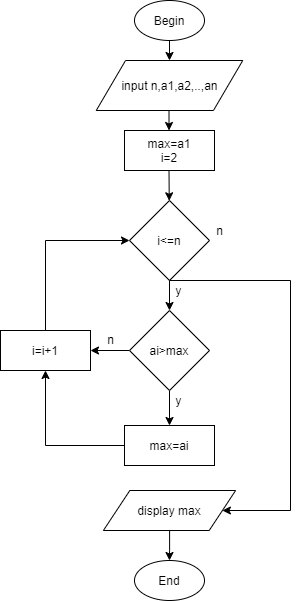 Begin
input n,a1,a2,..,an
max=a1
i=2
i<=n
n
y
ai>max
n
i=i+1
y
max=ai
display max
End